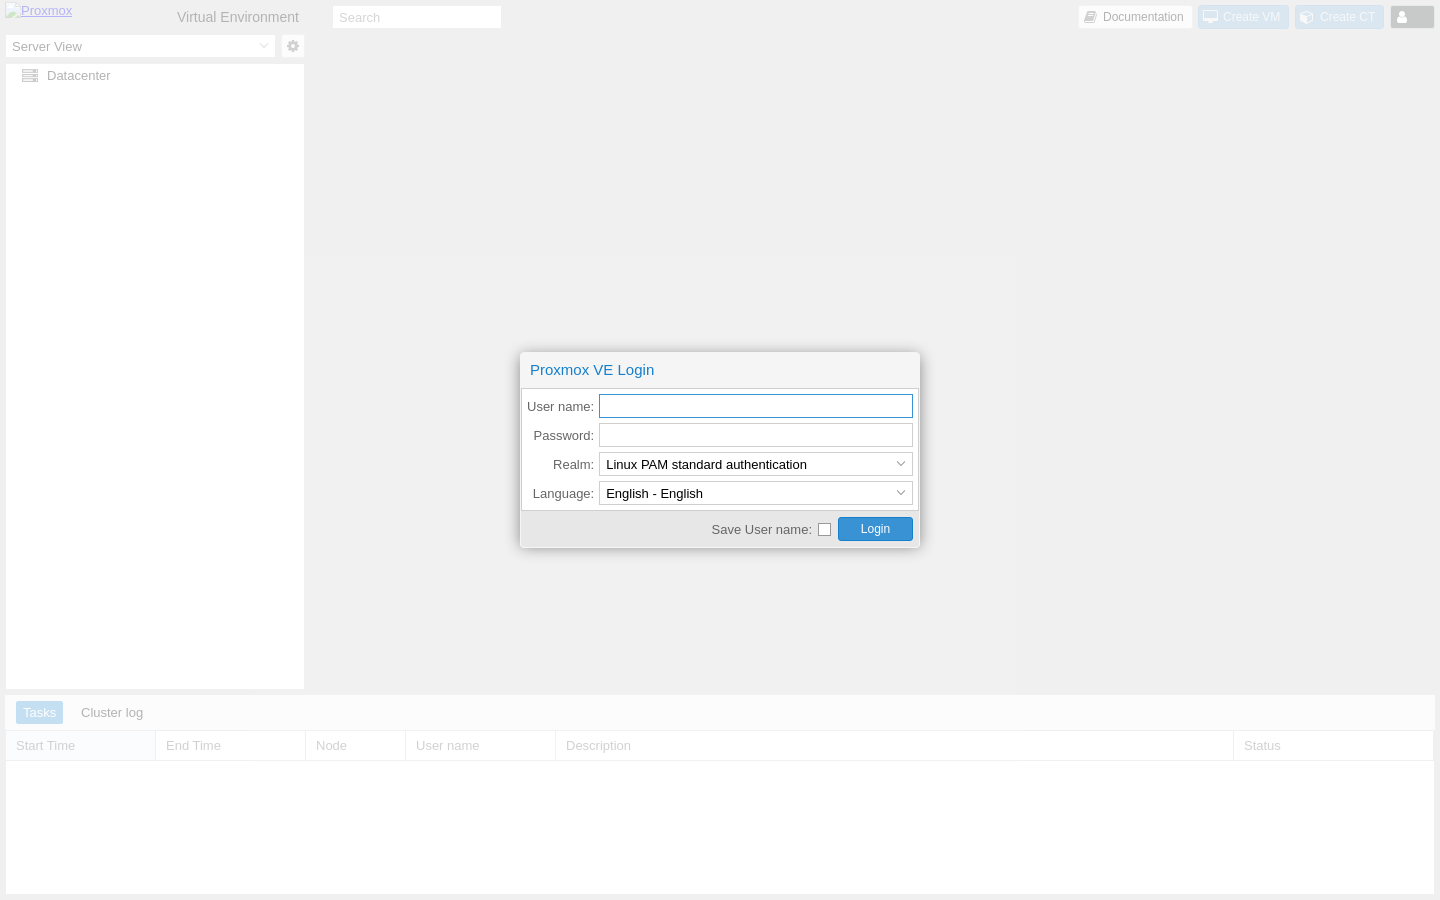 Proxmox
Virtual Environment
Search
Documentation
Create VM
Create CT
Server View
Datacenter
Proxmox VE Login
User name:
Password:
Realm: Linux PAM standard authentication
Language: English - English
Save User name: Login
Tasks Cluster log
Start Time End Time Node User name Description Status